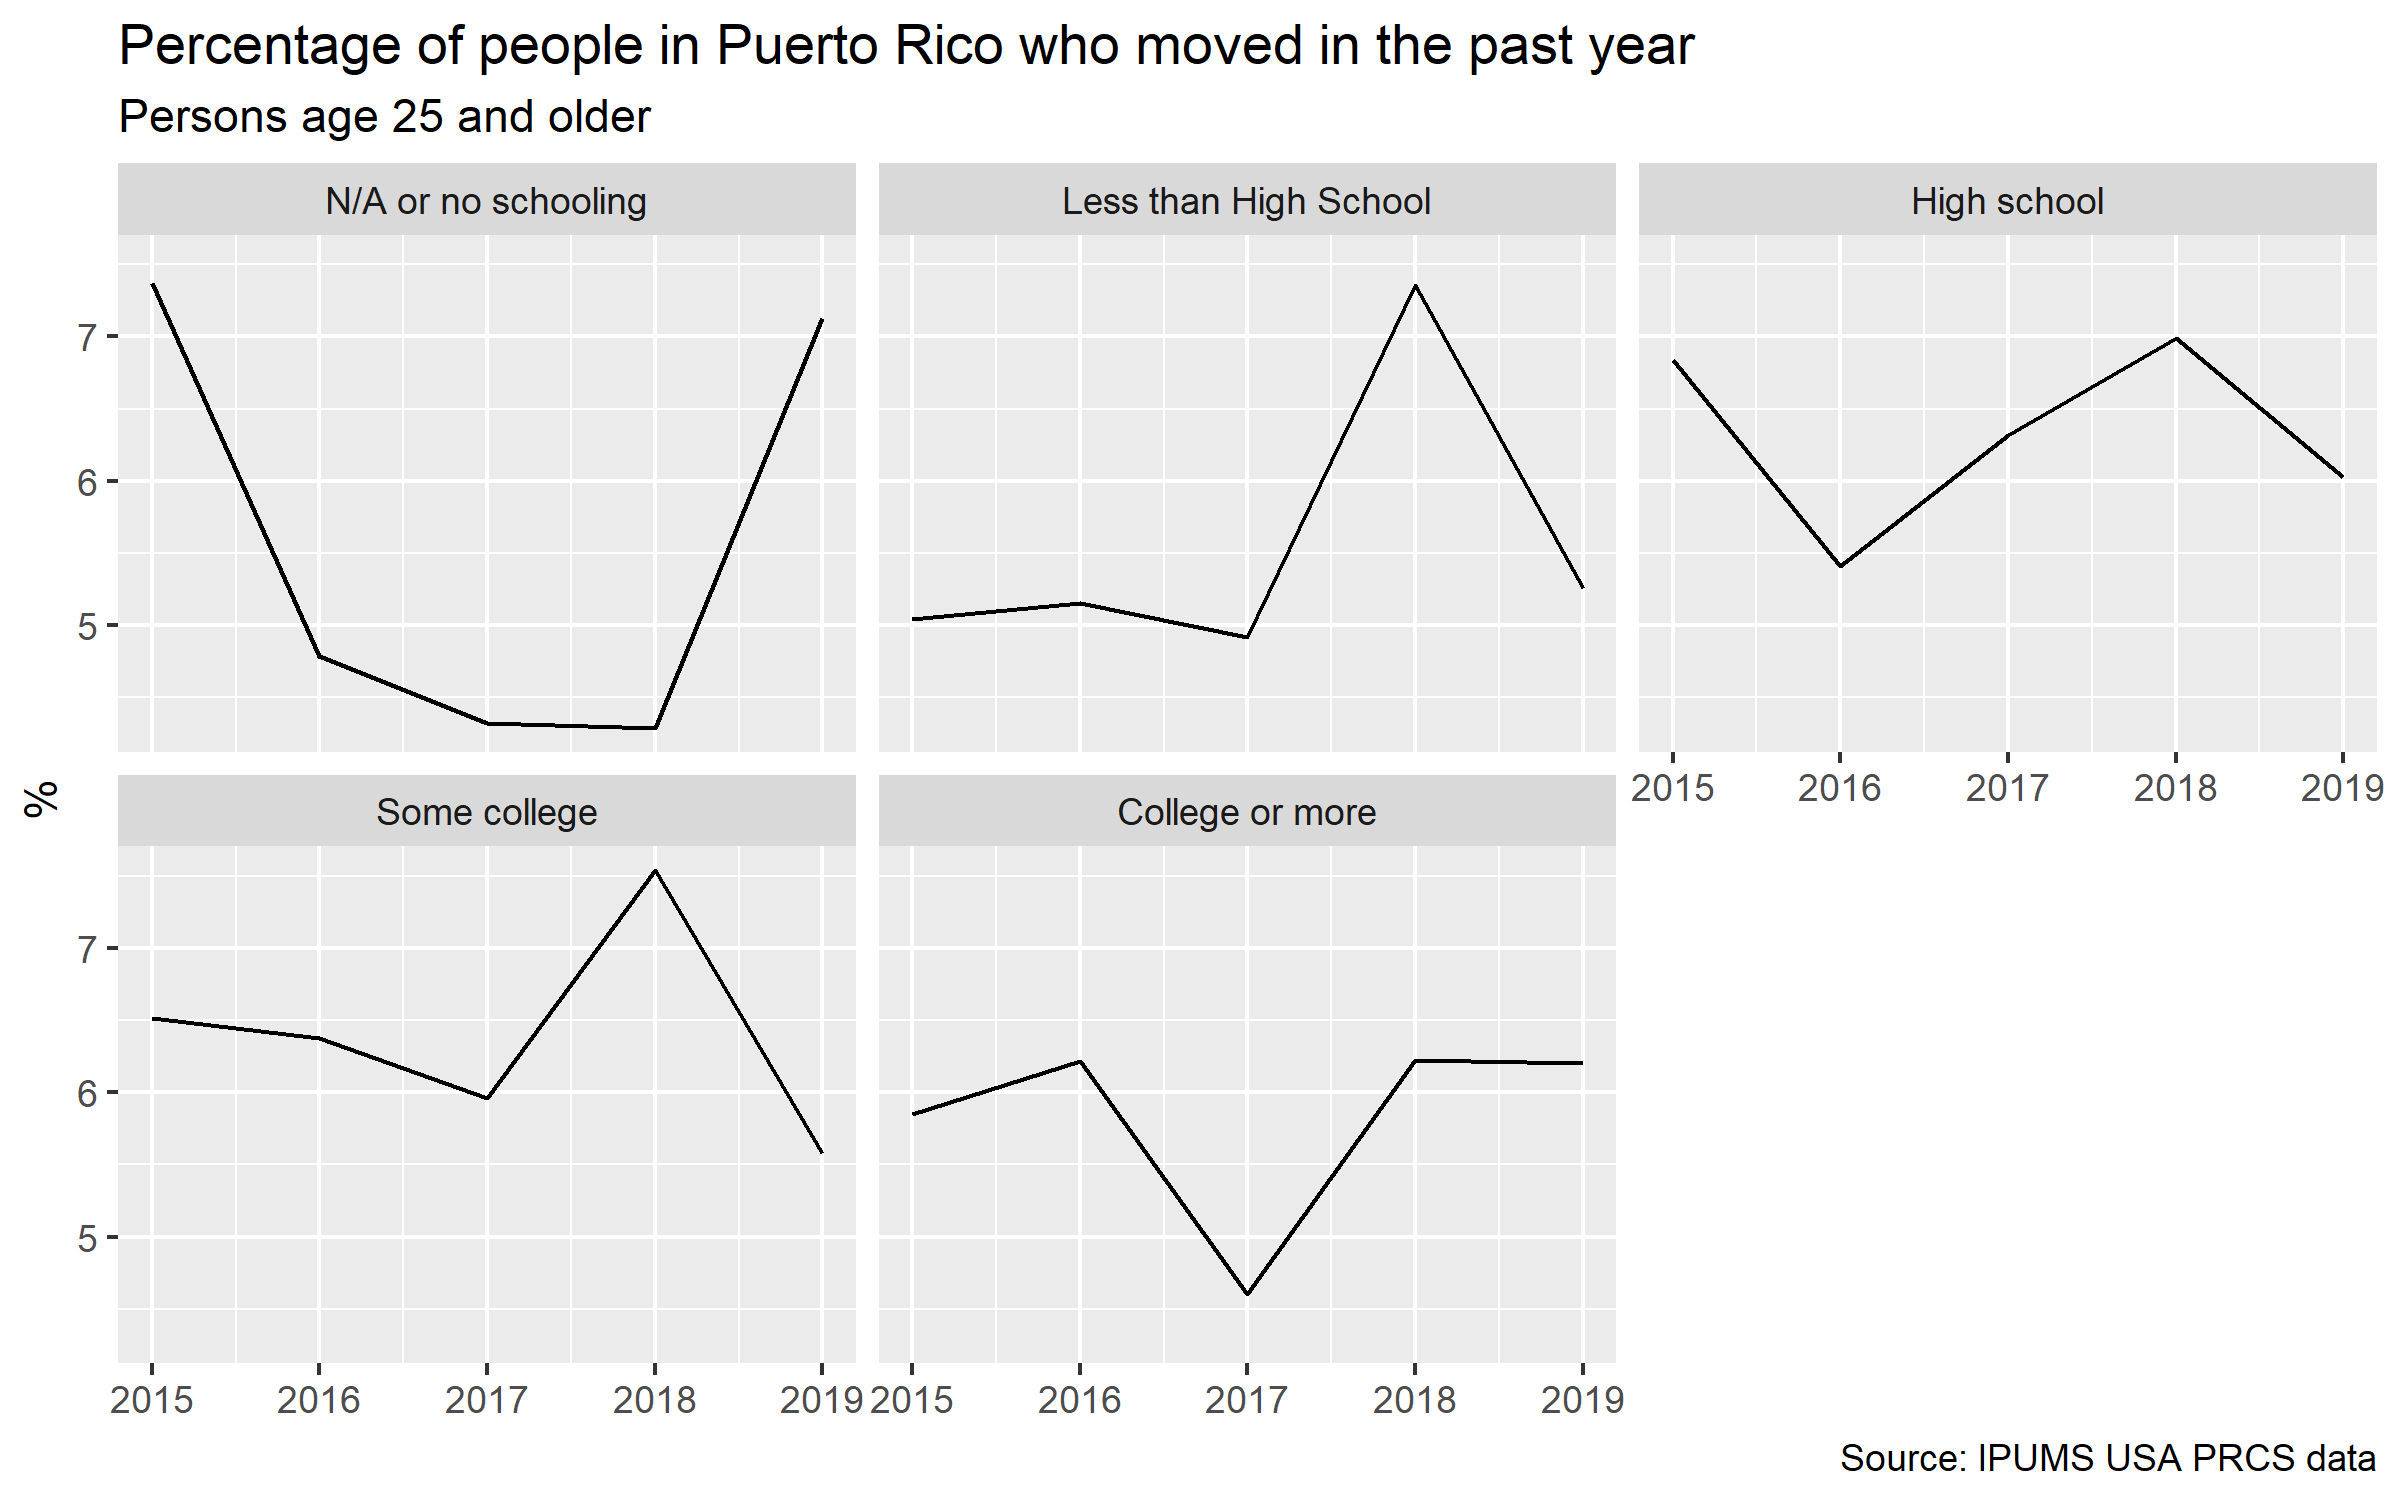 Percentage of people in Puerto Rico who moved in the past year
Persons age 25 and older
N/A or no schooling
Less than High School
High school
7
6
5
2015 2016 2017 2018 2019
%
Some college
College or more
7
6
5
2015 2016 2017 2018 2019 2015 2016 2017 2018 2019
Source: IPUMS USA PRCS data